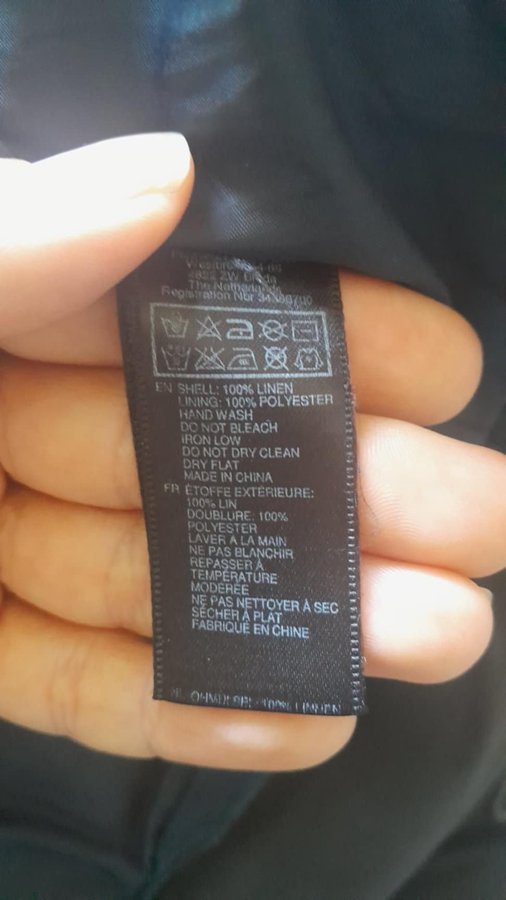 The Netherlands
Registration Nbr
EN SHELL: 100% LINEN
LINING: 100% POLYESTER
HAND WASH
DO NOT BLEACH
IRON LOW
DO NOT DRY CLEAN
DRY FLAT
MADE IN CHINA
FR ÉTOFFE EXTÉRIEURE:
100% LIN
DOUBLURE: 100%
POLYESTER
LAVER À LA MAIN
NE PAS BLANCHIR
REPASSER À
TEMPÉRATURE
MODÉRÉE
NE PAS NETTOYER À SEC
SÉCHER À PLAT
FABRIQUÉ EN CHINE